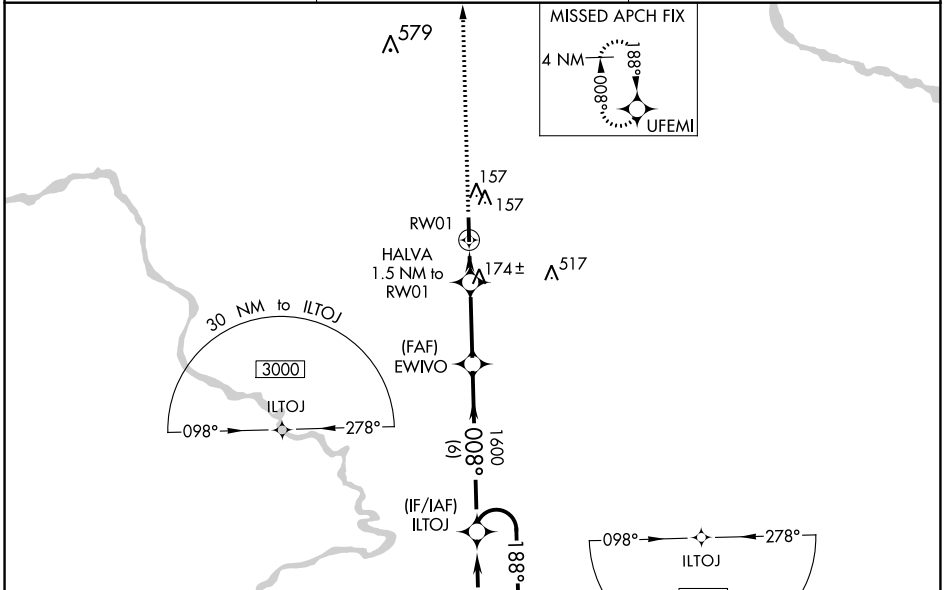 MISSED APCH FIX
579
4 NM
188°
008°
UFEMI
157
157
RW01
HALVA
1.5 NM to
RW01
174±
517
30 NM to ILTOJ
3000
ILTOJ
098°
278°
(FAF)
EWIVO
1600
008°
(6)
(IF/IAF)
ILTOJ
188°
098°
278°
ILTOJ